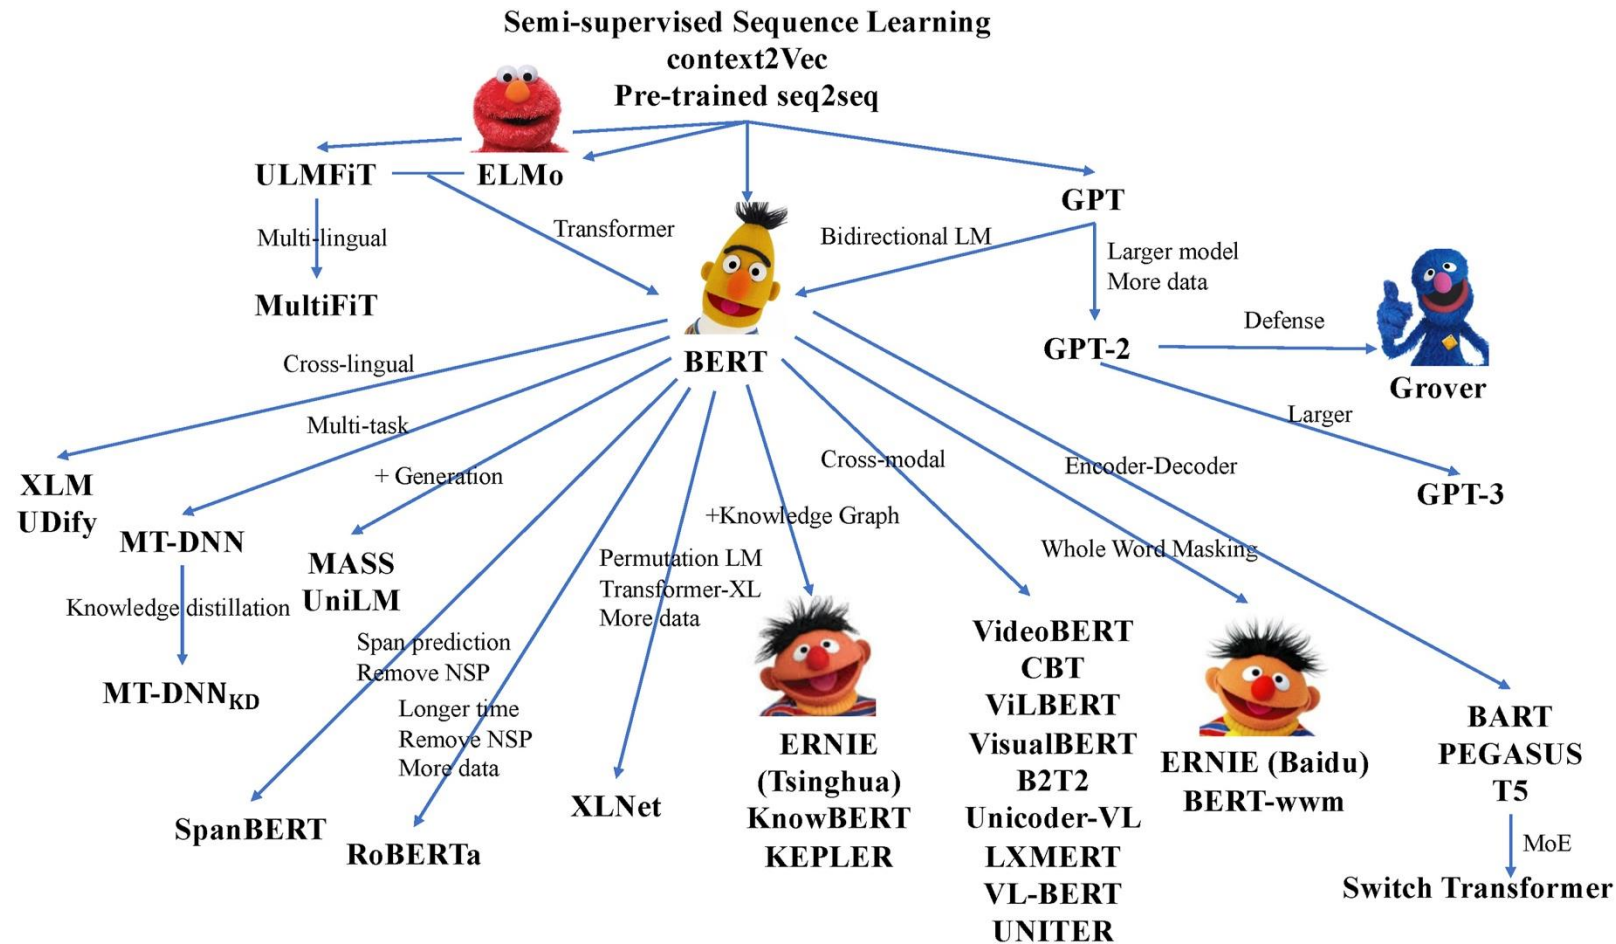 Semi-supervised Sequence Learning
context2Vec
Pre-trained seq2seq
ULMFiT
ELMo
GPT
Multi-lingual
Transformer
Bidirectional LM
Larger model
More data
MultiFiT
BERT
GPT-2
Defense
Grover
Cross-lingual
Multi-task
+ Generation
Larger
Cross-modal
Encoder-Decoder
XLM
UDify
GPT-3
MT-DNN
+Knowledge Graph
Whole Word Masking
MASS
UniLM
Permutation LM
Transformer-XL
More data
Knowledge distillation
Span prediction
Remove NSP
MT-DNN_KD
Longer time
Remove NSP
More data
SpanBERT
RoBERTa
XLNet
ERNIE
(Tsinghua)
KnowBERT
KEPLER
VideoBERT
CBT
ViLBERT
VisualBERT
B2T2
Unicoder-VL
LXMERT
VL-BERT
UNITER
ERNIE (Baidu)
BERT-wwm
BART
PEGASUS
T5
MoE
Switch Transformer